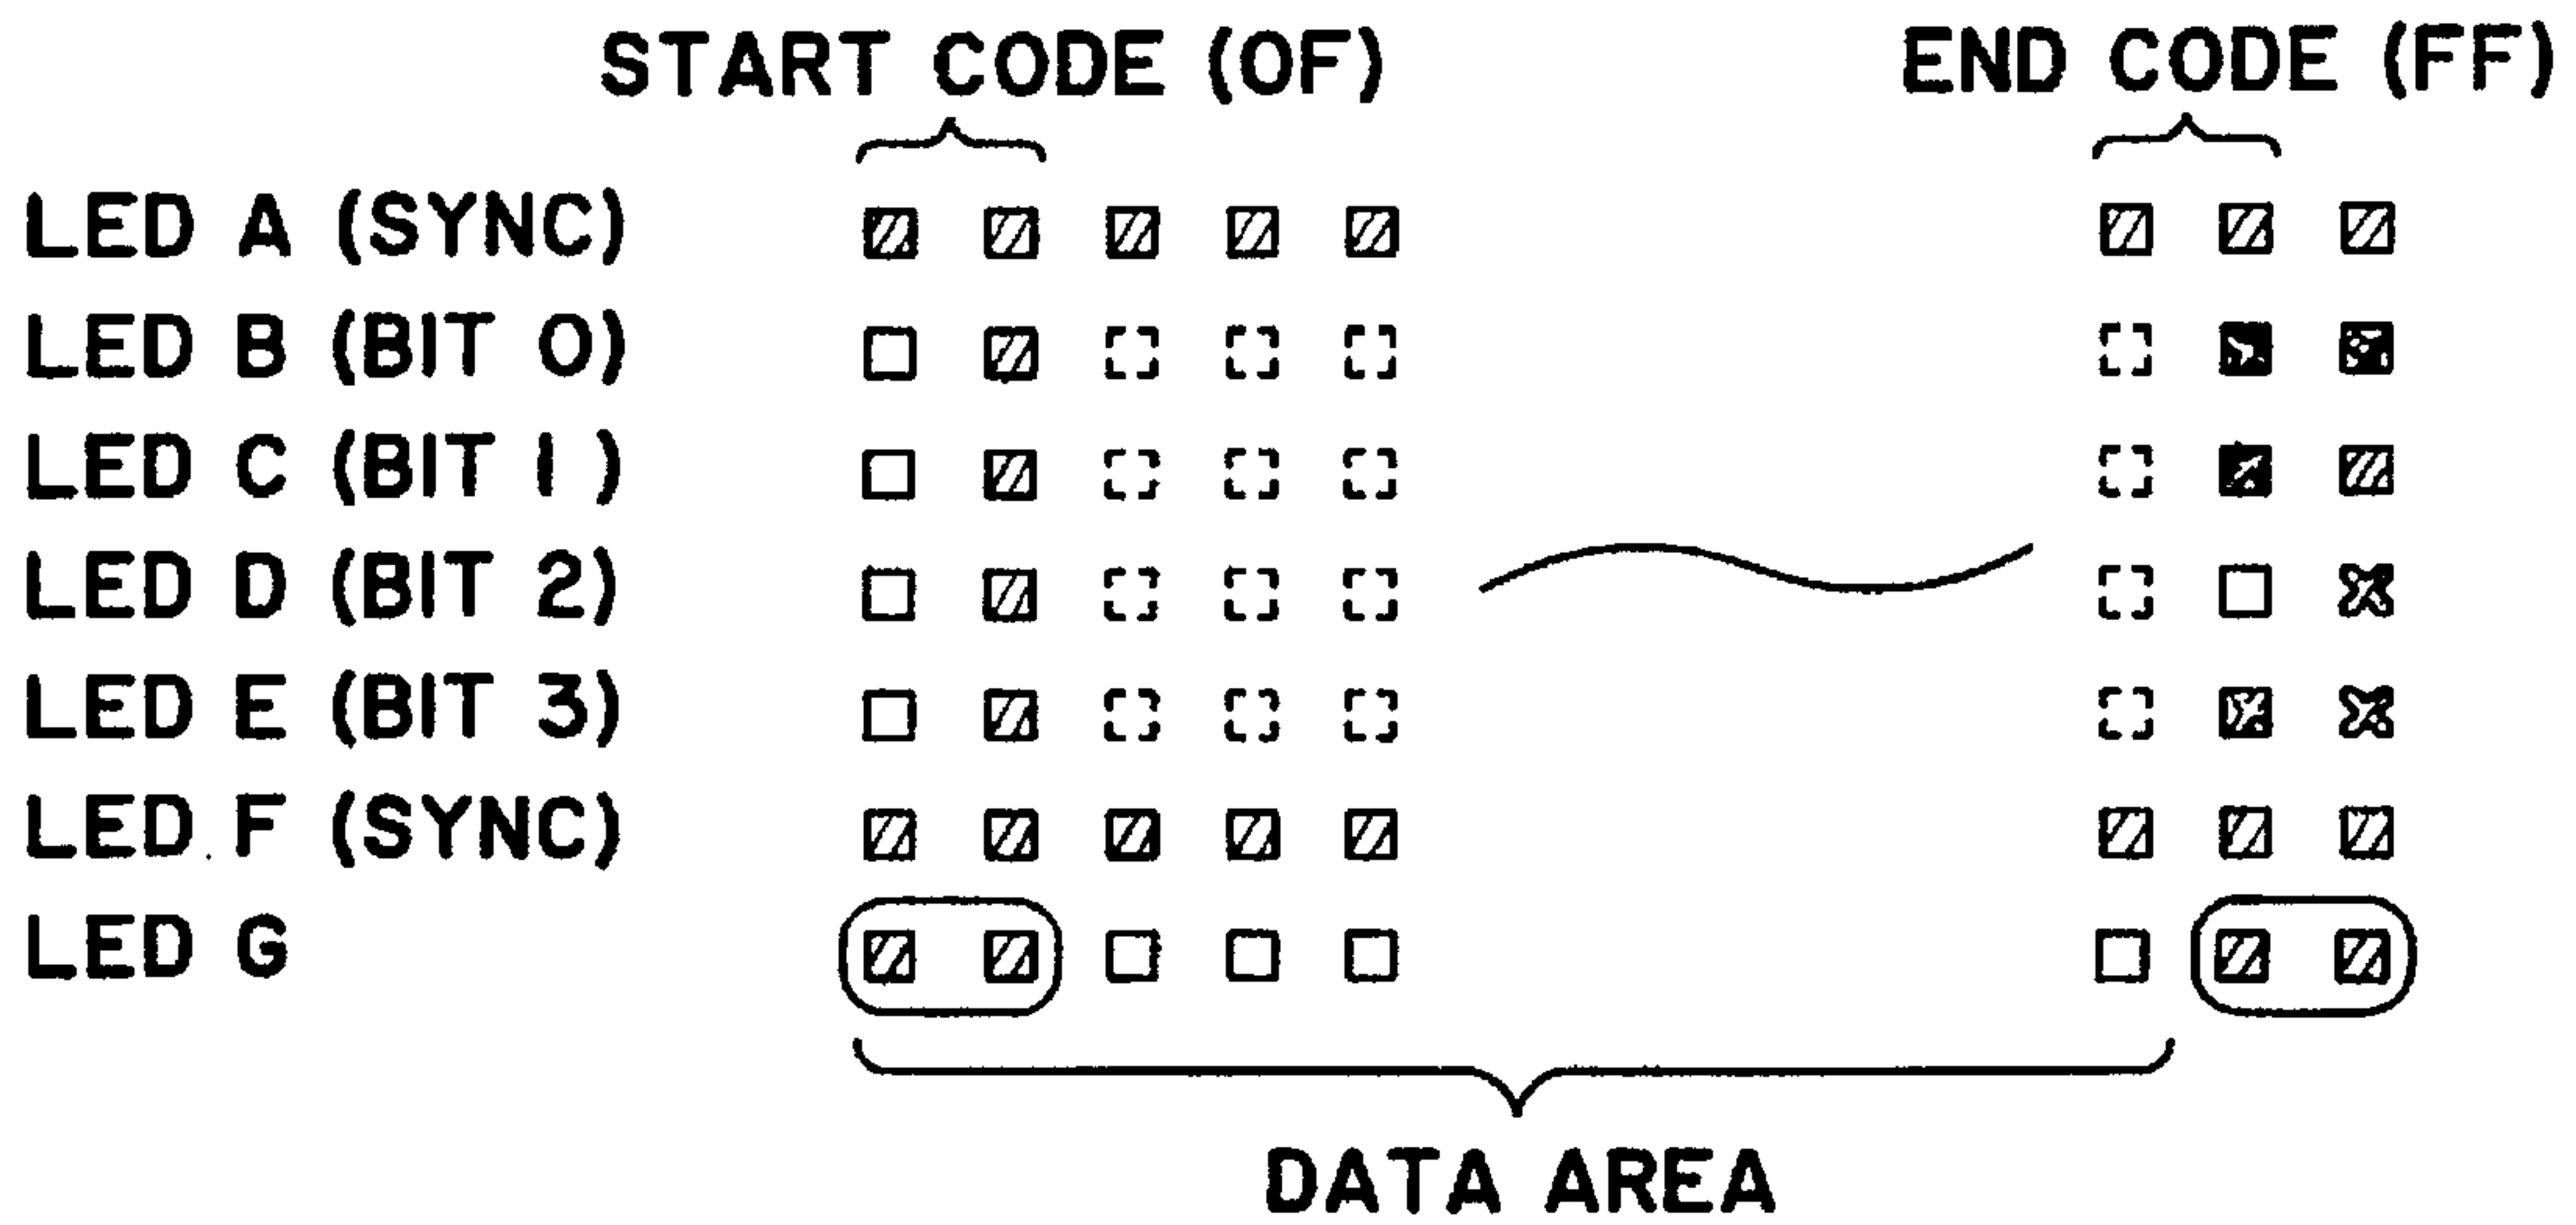 START CODE (OF)
END CODE (FF)
LED A (SYNC)
LED B (BIT 0)
LED C (BIT 1)
LED D (BIT 2)
LED E (BIT 3)
LED F (SYNC)
LED G
DATA AREA